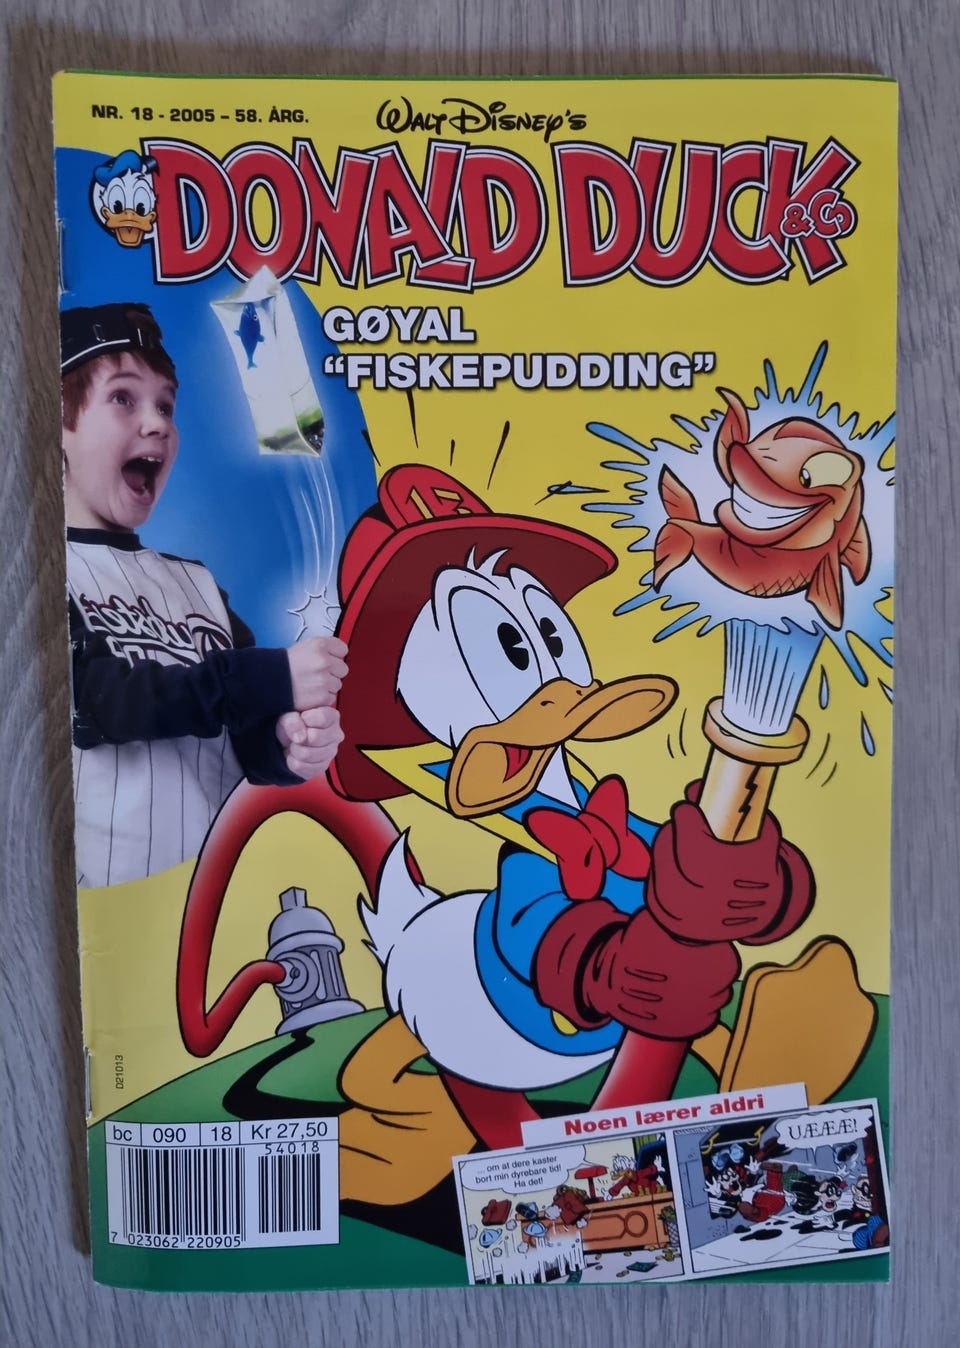 NR. 18 - 2005 - 58. ÅRG.
WALT DISNEY'S
DONALD DUCK
& Co
GØYAL
“FISKEPUDDING”
13
D21013
bc 090 18 Kr 27,50
54018
7 023062 220905
Noen lærer aldri
... om at dere kaster
bort min dyrebare tid!
Ha det!
UÆÆÆ!